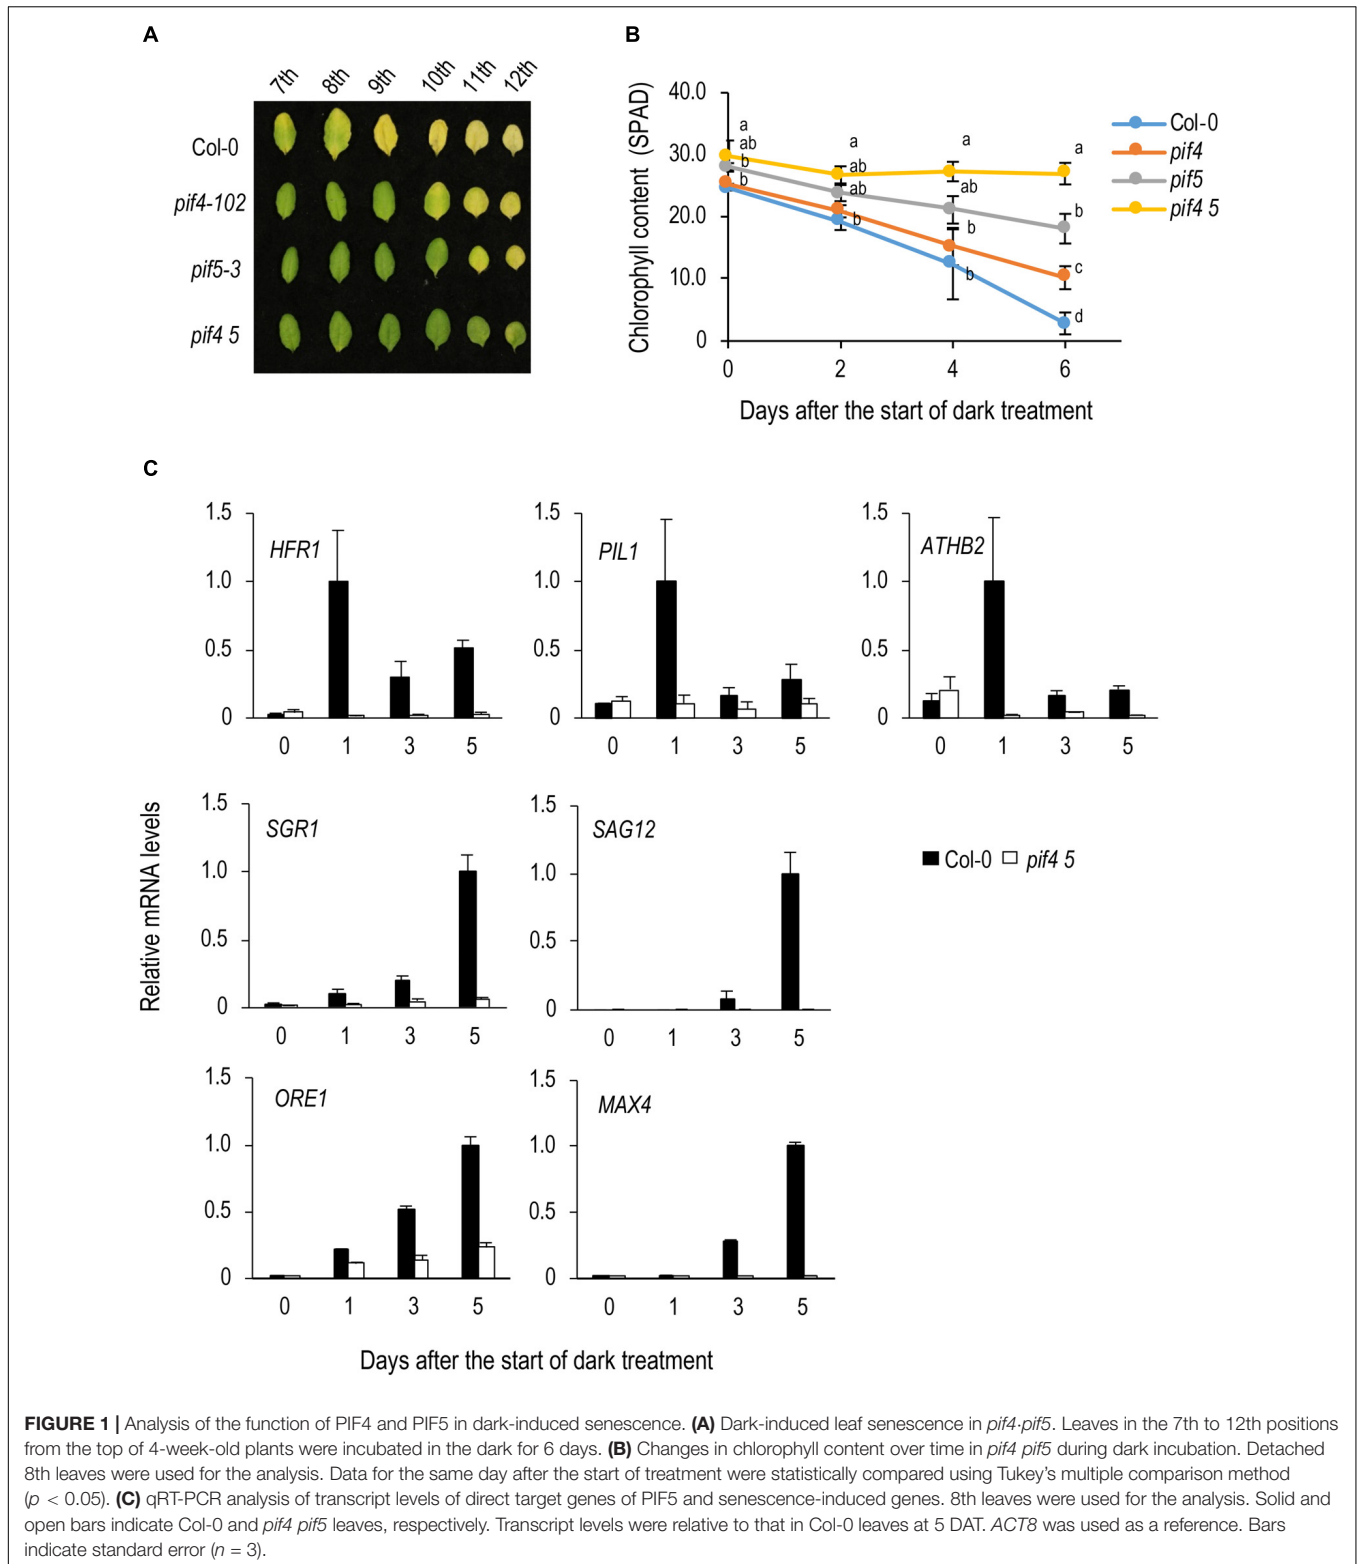 A
7th 8th 9th 10th 11th 12th
Col-0
pif4-102
pif5-3
pif4 5
B
Chlorophyll content (SPAD)
40.0
30.0
20.0
10.0
0
a
ab
b
b
a
ab
ab
b
a
ab
b
b
a
b
c
d
0 2 4 6
Days after the start of dark treatment
Col-0
pif4
pif5
pif4 5
C
Relative mRNA levels
HFR1
1.5
1.0
0.5
0
0 1 3 5
PIL1
1.5
1.0
0.5
0
0 1 3 5
ATHB2
1.5
1.0
0.5
0
0 1 3 5
SGR1
1.5
1.0
0.5
0
0 1 3 5
SAG12
1.5
1.0
0.5
0
0 1 3 5
Col-0 pif4 5
ORE1
1.5
1.0
0.5
0
0 1 3 5
MAX4
1.5
1.0
0.5
0
0 1 3 5
Days after the start of dark treatment
FIGURE 1 | Analysis of the function of PIF4 and PIF5 in dark-induced senescence. (A) Dark-induced leaf senescence in pif4·pif5. Leaves in the 7th to 12th positions
from the top of 4-week-old plants were incubated in the dark for 6 days. (B) Changes in chlorophyll content over time in pif4 pif5 during dark incubation. Detached
8th leaves were used for the analysis. Data for the same day after the start of treatment were statistically compared using Tukey's multiple comparison method
(p < 0.05). (C) qRT-PCR analysis of transcript levels of direct target genes of PIF5 and senescence-induced genes. 8th leaves were used for the analysis. Solid and
open bars indicate Col-0 and pif4 pif5 leaves, respectively. Transcript levels were relative to that in Col-0 leaves at 5 DAT. ACT8 was used as a reference. Bars
indicate standard error (n = 3).